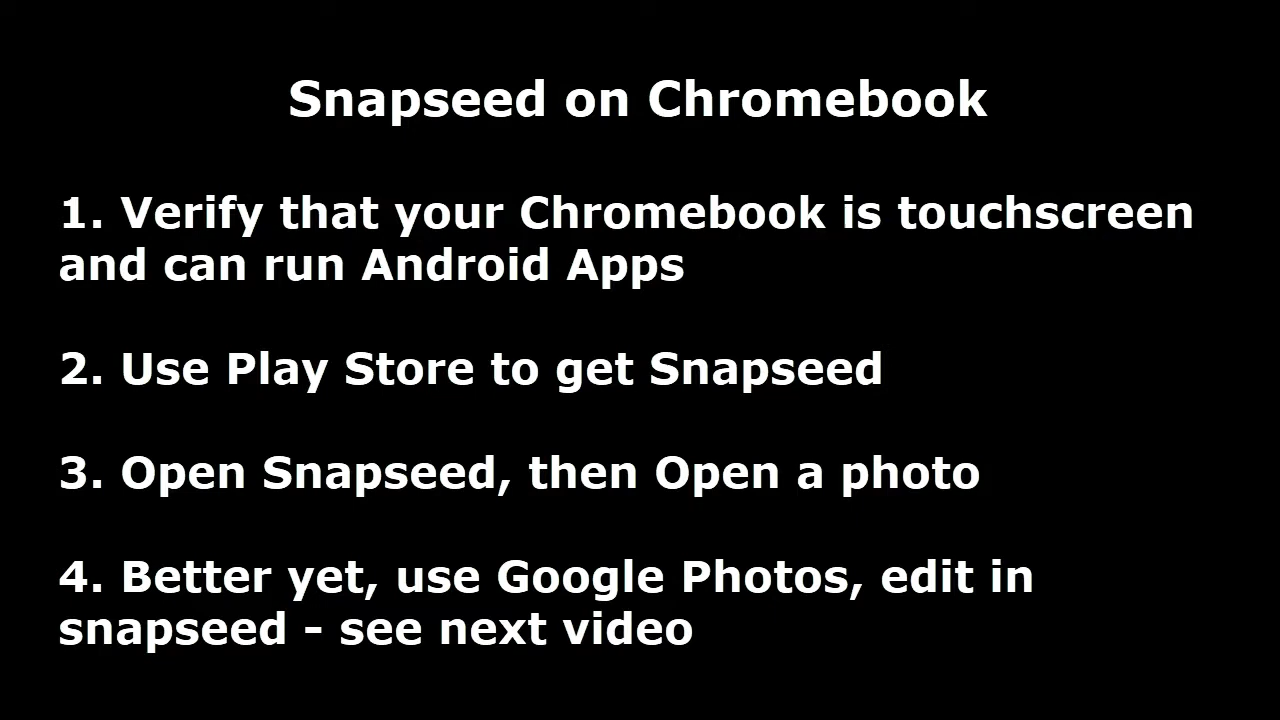 Snapseed on Chromebook
1. Verify that your Chromebook is touchscreen
and can run Android Apps
2. Use Play Store to get Snapseed
3. Open Snapseed, then Open a photo
4. Better yet, use Google Photos, edit in
snapseed - see next video